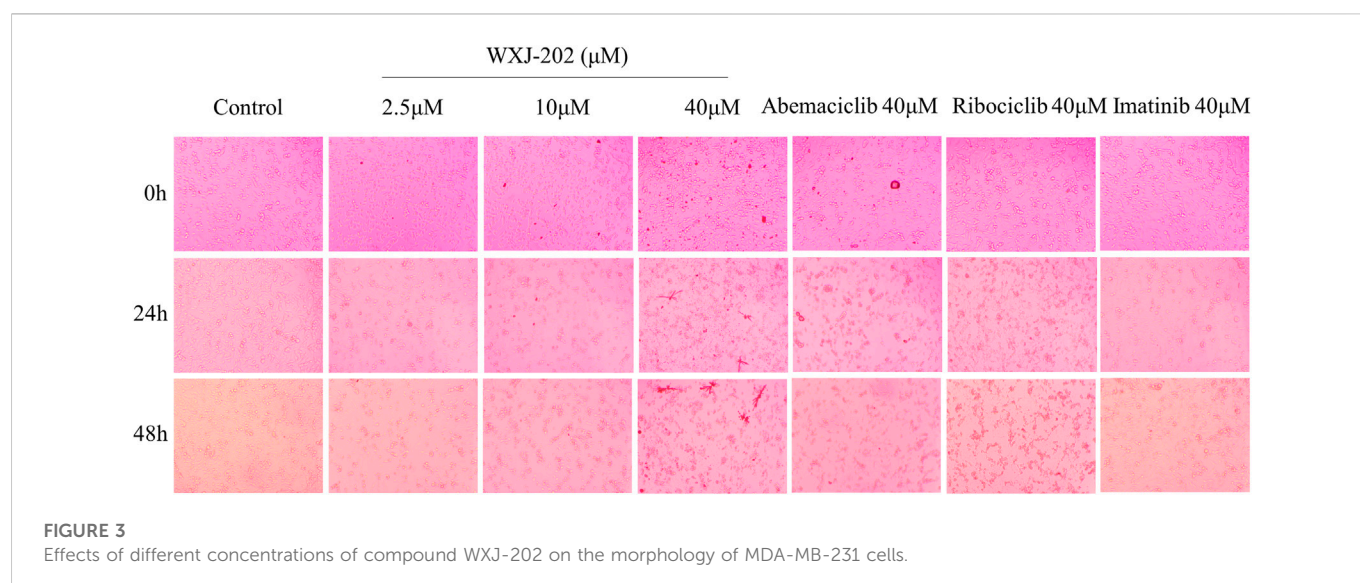 WXJ-202 (μM)
Control 2.5μM 10μM 40μM Abemaciclib 40μM Ribociclib 40μM Imatinib 40μM
0h
24h
48h
FIGURE 3
Effects of different concentrations of compound WXJ-202 on the morphology of MDA-MB-231 cells.